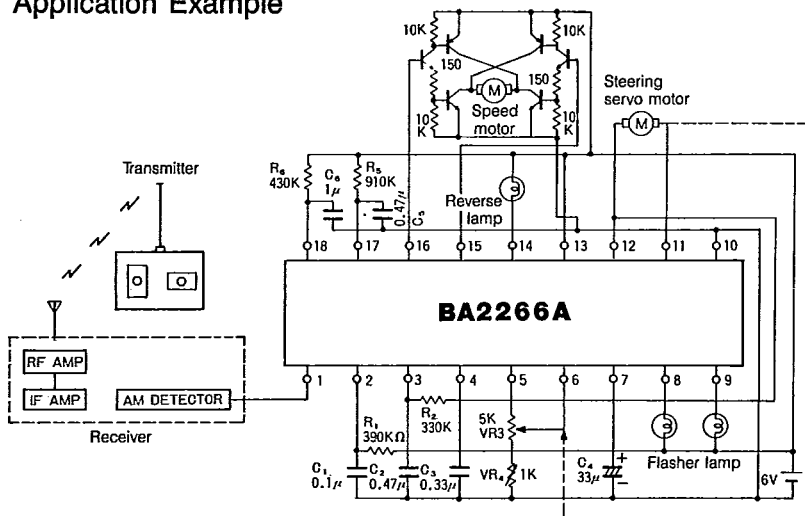 Application Example
10K
10K
150
150
M
Speed
motor
10
K
10
K
Steering
servo motor
M
Transmitter
R6
430K
C6
1μ
R5
910K
0.47μ
C5
Reverse
lamp
18
17
16
15
14
13
12
11
10
BA2266A
RF AMP
IF AMP
AM DETECTOR
Receiver
1
2
3
4
5
6
7
8
9
R1
390KΩ
R2
330K
5K
VR3
C1
0.1μ
C2
0.47μ
C3
0.33μ
VR4
1K
C4
33μ
+
−
Flasher lamp
6V